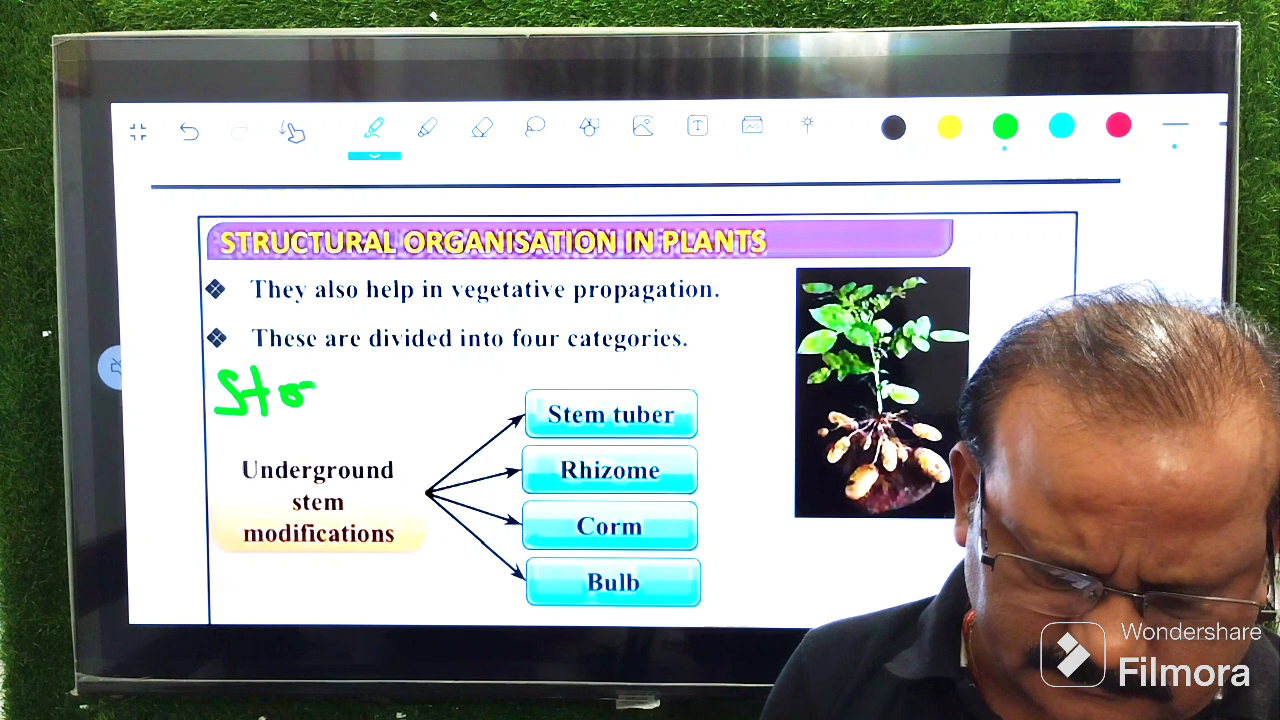 STRUCTURAL ORGANISATION IN PLANTS
❖ They also help in vegetative propagation.
❖ These are divided into four categories.
Sto
Underground
stem
modifications
Stem tuber
Rhizome
Corm
Bulb
Wondershare
Filmora